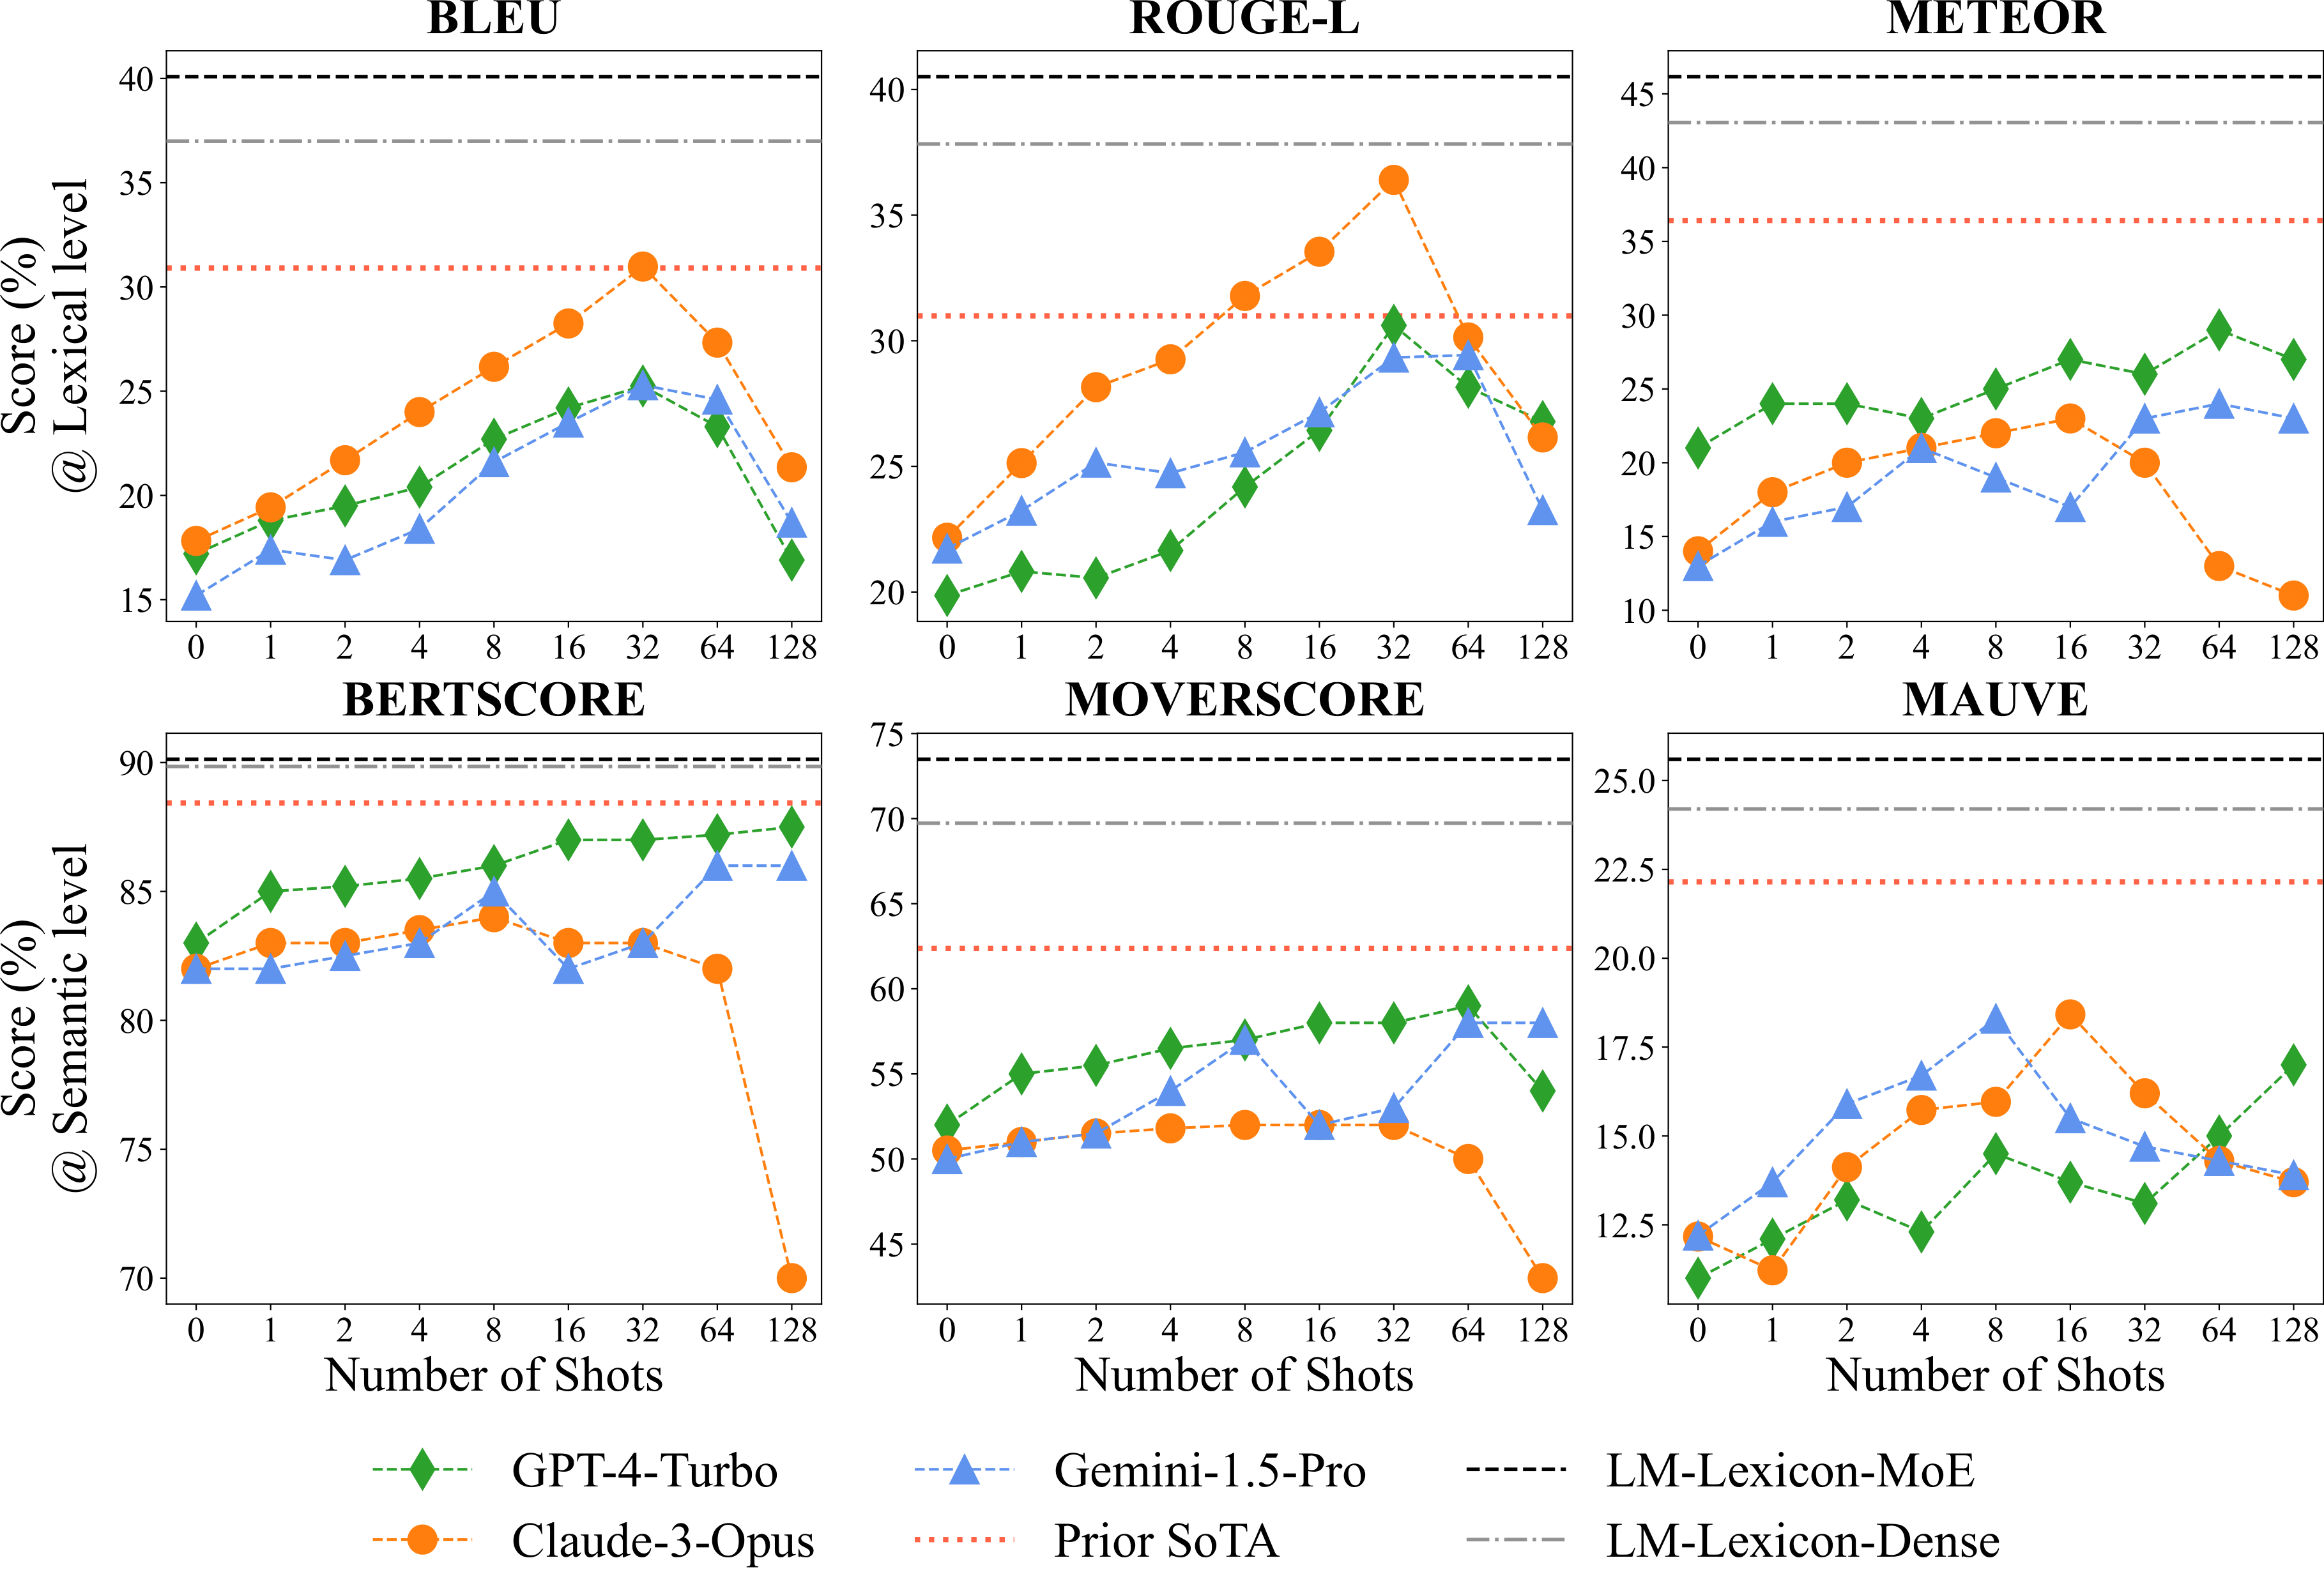 BLEU ROUGE-L METEOR
Score (%)
@ Lexical level
40
35
30
25
20
15
0 1 2 4 8 16 32 64 128
40
35
30
25
20
0 1 2 4 8 16 32 64 128
45
40
35
30
25
20
15
10
0 1 2 4 8 16 32 64 128
BERTSCORE MOVERSCORE MAUVE
Score (%)
@ Semantic level
90
85
80
75
70
0 1 2 4 8 16 32 64 128
Number of Shots
75
70
65
60
55
50
45
0 1 2 4 8 16 32 64 128
Number of Shots
25.0
22.5
20.0
17.5
15.0
12.5
0 1 2 4 8 16 32 64 128
Number of Shots
GPT-4-Turbo Gemini-1.5-Pro LM-Lexicon-MoE
Claude-3-Opus Prior SoTA LM-Lexicon-Dense